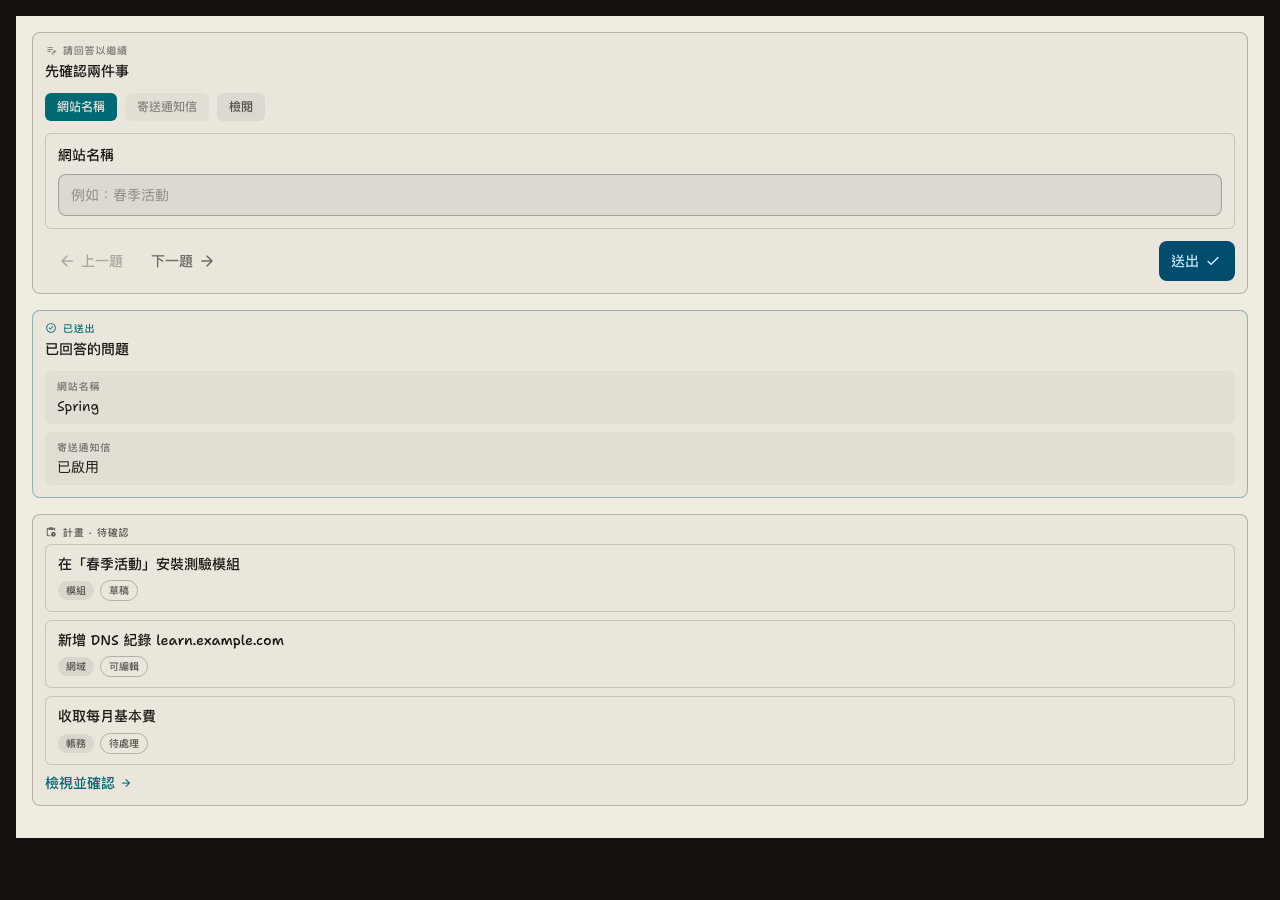 請回答以繼續
先確認兩件事
網站名稱 寄送通知信 檢閱
網站名稱
例如：春季活動
上一題 下一題 送出
已送出
已回答的問題
網站名稱
Spring
寄送通知信
已啟用
計畫 · 待確認
在「春季活動」安裝測驗模組
模組 草稿
新增 DNS 紀錄 learn.example.com
網域 可編輯
收取每月基本費
帳務 待處理
檢視並確認